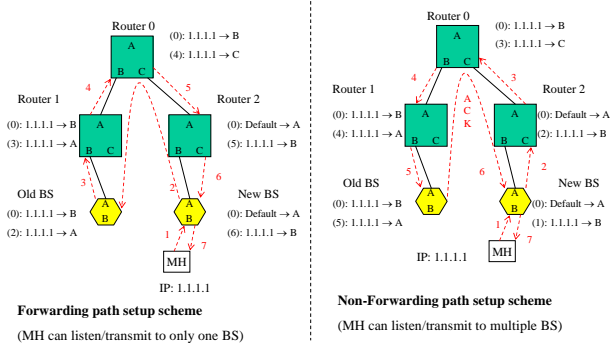 Router 0
(0): 1.1.1.1 → B
(4): 1.1.1.1 → C
A
B C
4
5
Router 1
(0): 1.1.1.1 → B
(3): 1.1.1.1 → A
A
B C
Router 2
(0): Default → A
(5): 1.1.1.1 → B
A
B C
3
2
6
Old BS
(0): 1.1.1.1 → B
(2): 1.1.1.1 → A
A
B
New BS
(0): Default → A
(6): 1.1.1.1 → B
A
B
1
7
MH
IP: 1.1.1.1
Forwarding path setup scheme
(MH can listen/transmit to only one BS)
Router 0
(0): 1.1.1.1 → B
(3): 1.1.1.1 → C
A
B C
4
3
ACK
Router 1
(0): 1.1.1.1 → B
(4): 1.1.1.1 → A
A
B C
Router 2
(0): Default → A
(2): 1.1.1.1 → B
A
B C
5
6
2
Old BS
(0): 1.1.1.1 → B
(5): 1.1.1.1 → A
A
B
New BS
(0): Default → A
(1): 1.1.1.1 → B
A
B
1
7
MH
IP: 1.1.1.1
Non-Forwarding path setup scheme
(MH can listen/transmit to multiple BS)